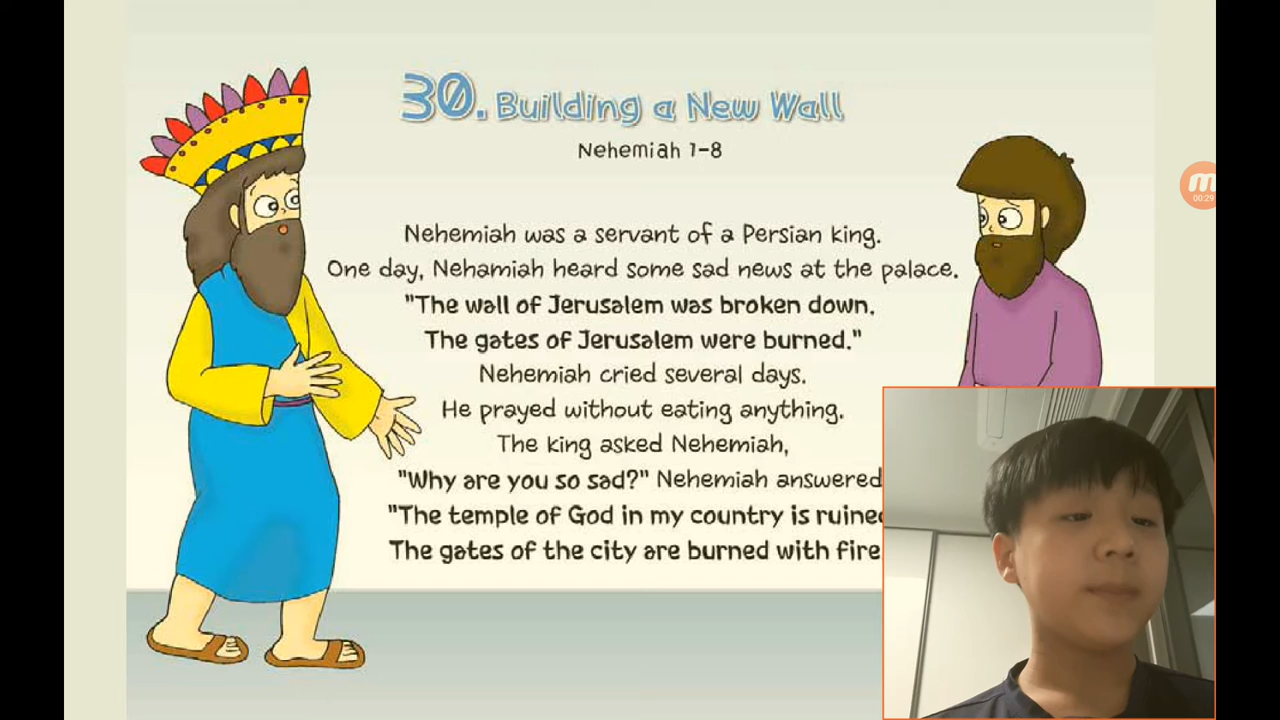 30. Building a New Wall
Nehemiah 1-8
Nehemiah was a servant of a Persian king.
One day, Nehamiah heard some sad news at the palace.
"The wall of Jerusalem was broken down.
The gates of Jerusalem were burned."
Nehemiah cried several days.
He prayed without eating anything.
The king asked Nehemiah,
"Why are you so sad?" Nehemiah answered
"The temple of God in my country is
The gates of the city are burned with fire
00:29